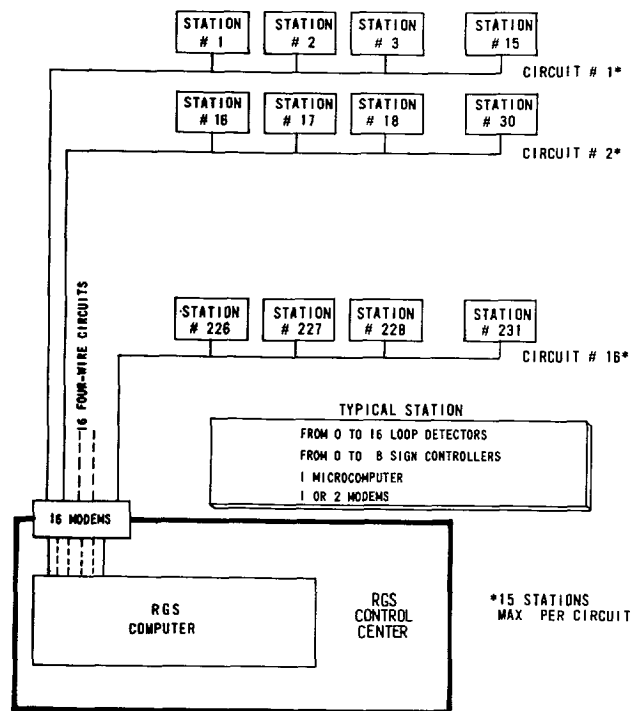 STATION # 1
STATION # 2
STATION # 3
STATION # 15
CIRCUIT # 1*
STATION # 16
STATION # 17
STATION # 18
STATION # 30
CIRCUIT # 2*
16 FOUR-WIRE CIRCUITS
STATION # 226
STATION # 227
STATION # 228
STATION # 231
CIRCUIT # 16*
TYPICAL STATION
FROM 0 TO 16 LOOP DETECTORS
FROM 0 TO 8 SIGN CONTROLLERS
1 MICROCOMPUTER
1 OR 2 MODEMS
16 MODEMS
RGS
COMPUTER
RGS
CONTROL
CENTER
*15 STATIONS
MAX PER CIRCUIT